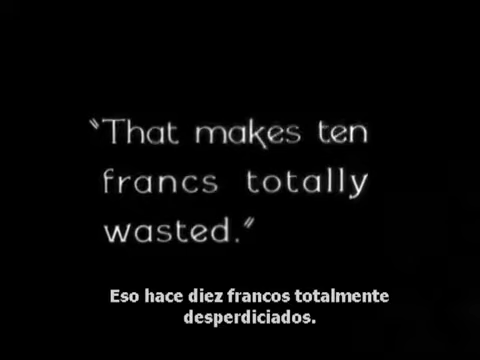 "That makes ten
francs totally
wasted."
Eso hace diez francos totalmente
desperdiciados.